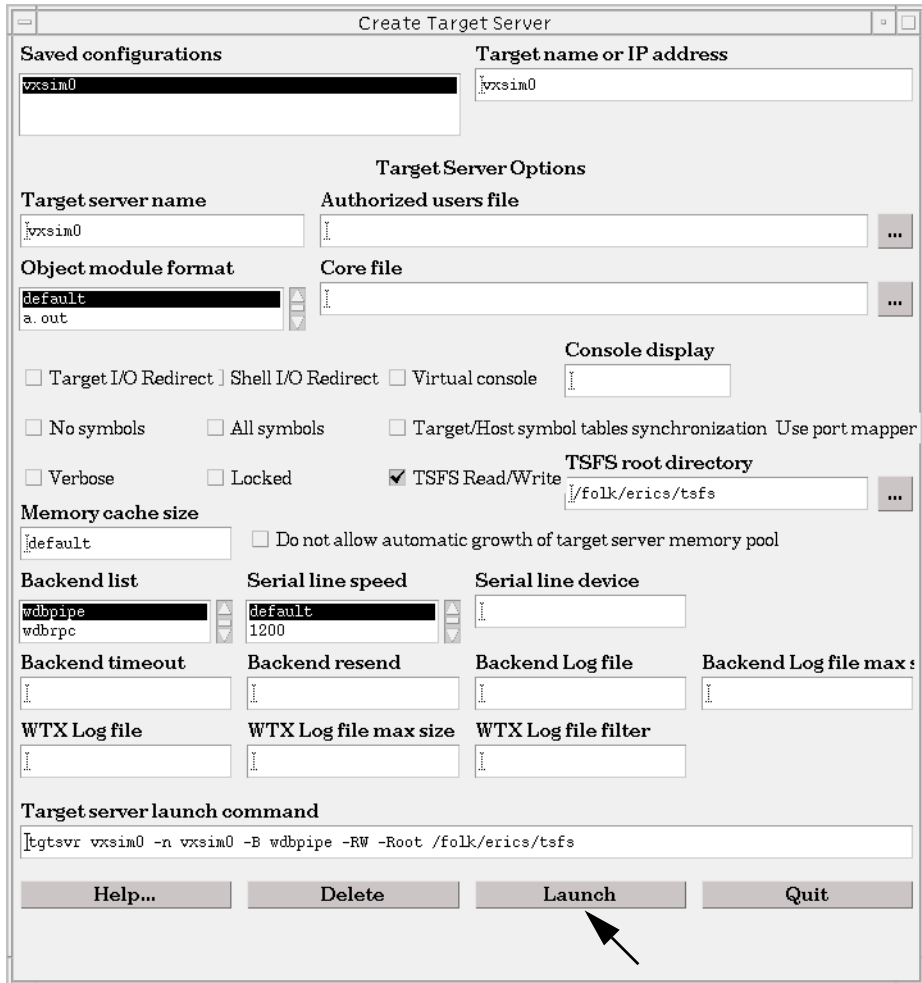 Create Target Server
Saved configurations
Target name or IP address
vxsim0
vxsim0
Target Server Options
Target server name
Authorized users file
vxsim0
...
Object module format
Core file
default
a.out
...
Console display
Target I/O Redirect
Shell I/O Redirect
Virtual console
No symbols
All symbols
Target/Host symbol tables synchronization
Use port mapper
TSFS root directory
Verbose
Locked
TSFS Read/Write
/folk/erics/tsfs
...
Memory cache size
default
Do not allow automatic growth of target server memory pool
Backend list
Serial line speed
Serial line device
wdbpipe
wdbrpc
default
1200
Backend timeout
Backend resend
Backend Log file
Backend Log file max s
WTX Log file
WTX Log file max size
WTX Log file filter
Target server launch command
tgtsvr vxsim0 -n vxsim0 -B wdbpipe -RW -Root /folk/erics/tsfs
Help...
Delete
Launch
Quit